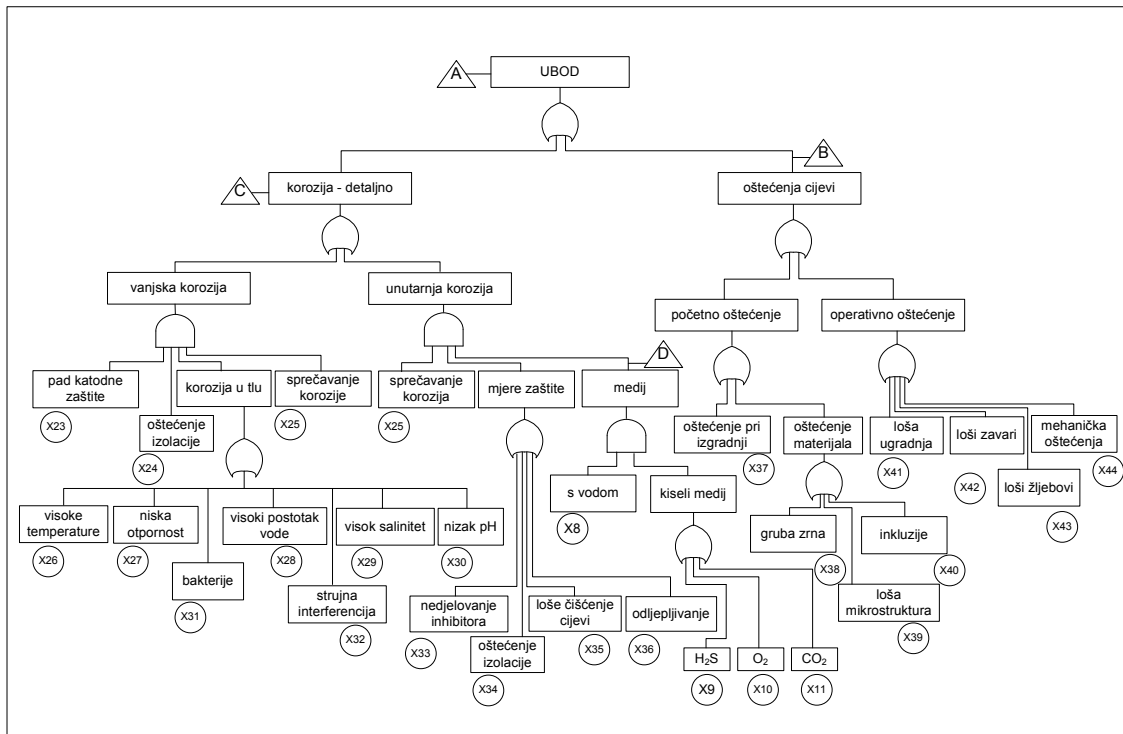 A
UBOD
B
C
korozija - detaljno
oštećenja cijevi
vanjska korozija
unutarnja korozija
početno oštećenje
operativno oštećenje
D
pad katodne
zaštite
X23
oštećenje
izolacije
X24
korozija u tlu
sprečavanje
korozije
X25
sprečavanje
korozija
X25
mjere zaštite
medij
oštećenje pri
izgradnji
X37
oštećenje
materijala
loša
ugradnja
X41
loši zavari
X42
loši žljebovi
X43
mehanička
oštećenja
X44
visoke
temperature
X26
niska
otpornost
X27
bakterije
X31
visoki postotak
vode
X28
strujna
interferencija
X32
visok salinitet
X29
nizak pH
X30
s vodom
X8
kiseli medij
gruba zrna
X38
loša
mikrostruktura
X39
inkluzije
X40
nedjelovanje
inhibitora
X33
oštećenje
izolacije
X34
loše čišćenje
cijevi
X35
odljepljivanje
X36
H₂S
X9
O₂
X10
CO₂
X11